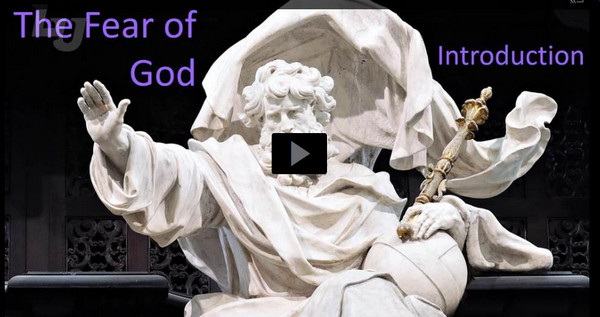 The Fear of
God
Introduction